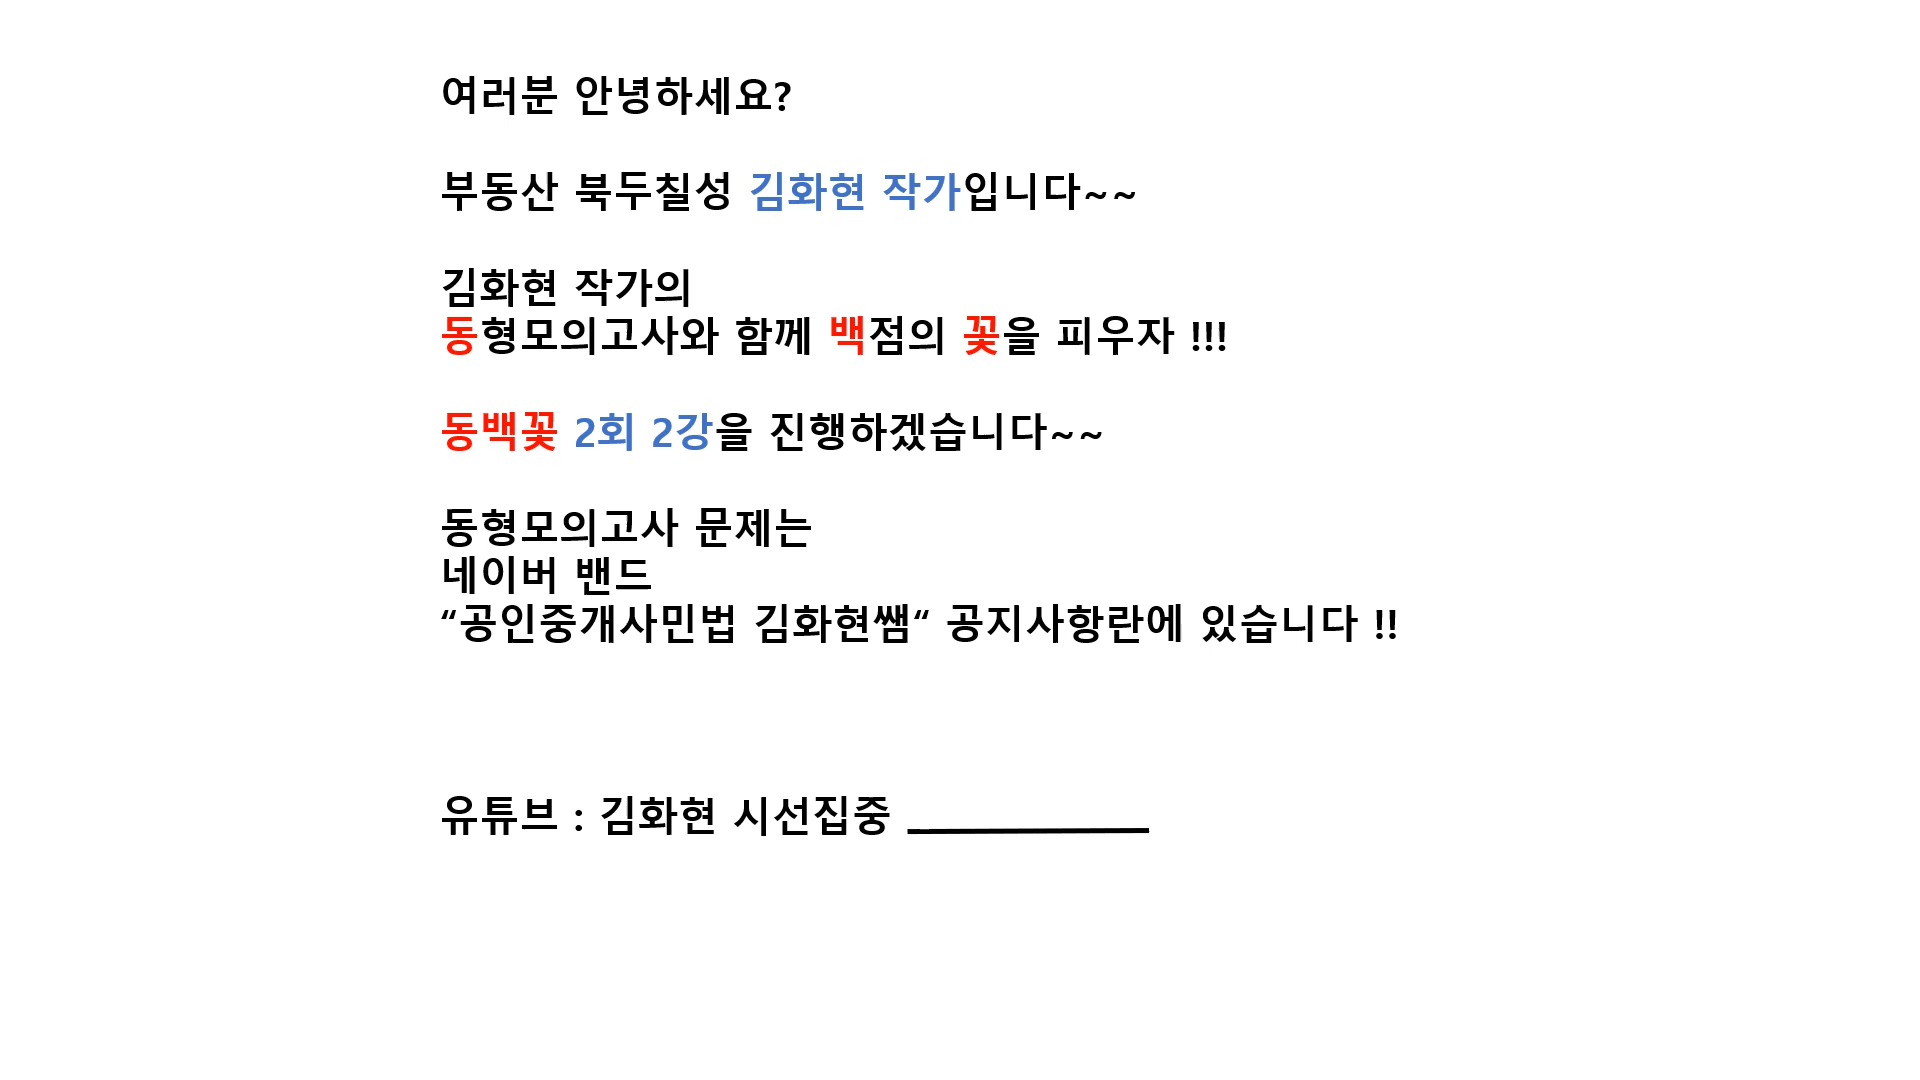 여러분 안녕하세요?
부동산 북두칠성 김화현 작가입니다~~
김화현 작가의
동형모의고사와 함께 백점의 꽃을 피우자 !!!
동백꽃 2회 2강을 진행하겠습니다~~
동형모의고사 문제는
네이버 밴드
“공인중개사민법 김화현쌤“ 공지사항란에 있습니다 !!
유튜브 : 김화현 시선집중